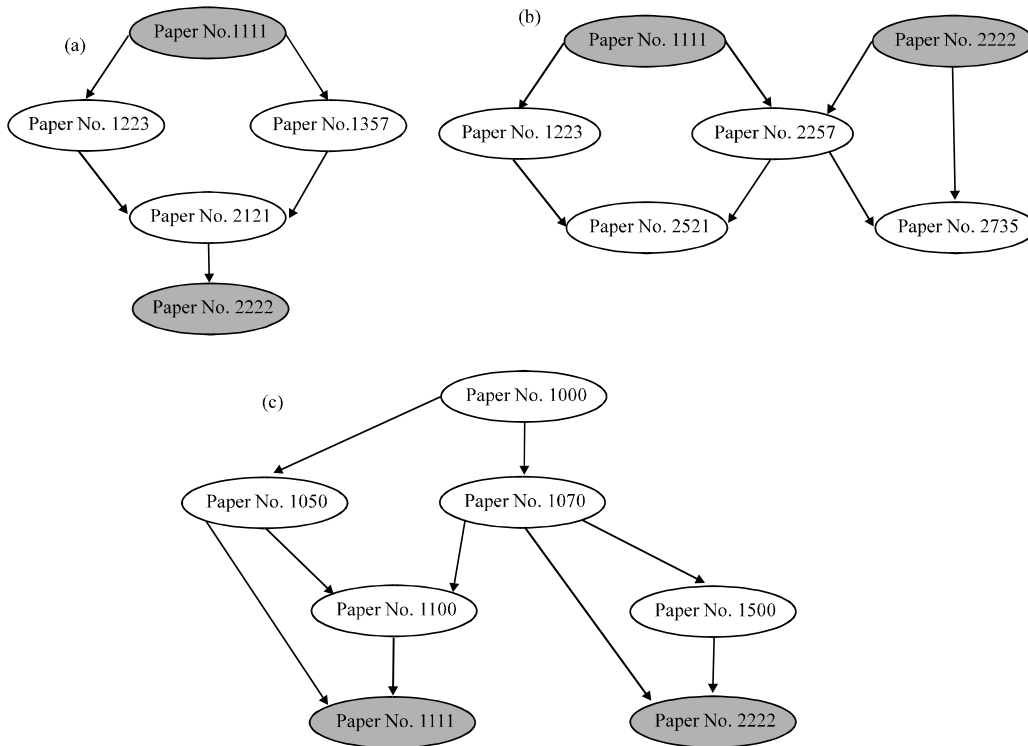 (a)
Paper No.1111
Paper No. 1223
Paper No.1357
Paper No. 2121
Paper No. 2222
(b)
Paper No. 1111
Paper No. 2222
Paper No. 1223
Paper No. 2257
Paper No. 2521
Paper No. 2735
(c)
Paper No. 1000
Paper No. 1050
Paper No. 1070
Paper No. 1100
Paper No. 1500
Paper No. 1111
Paper No. 2222